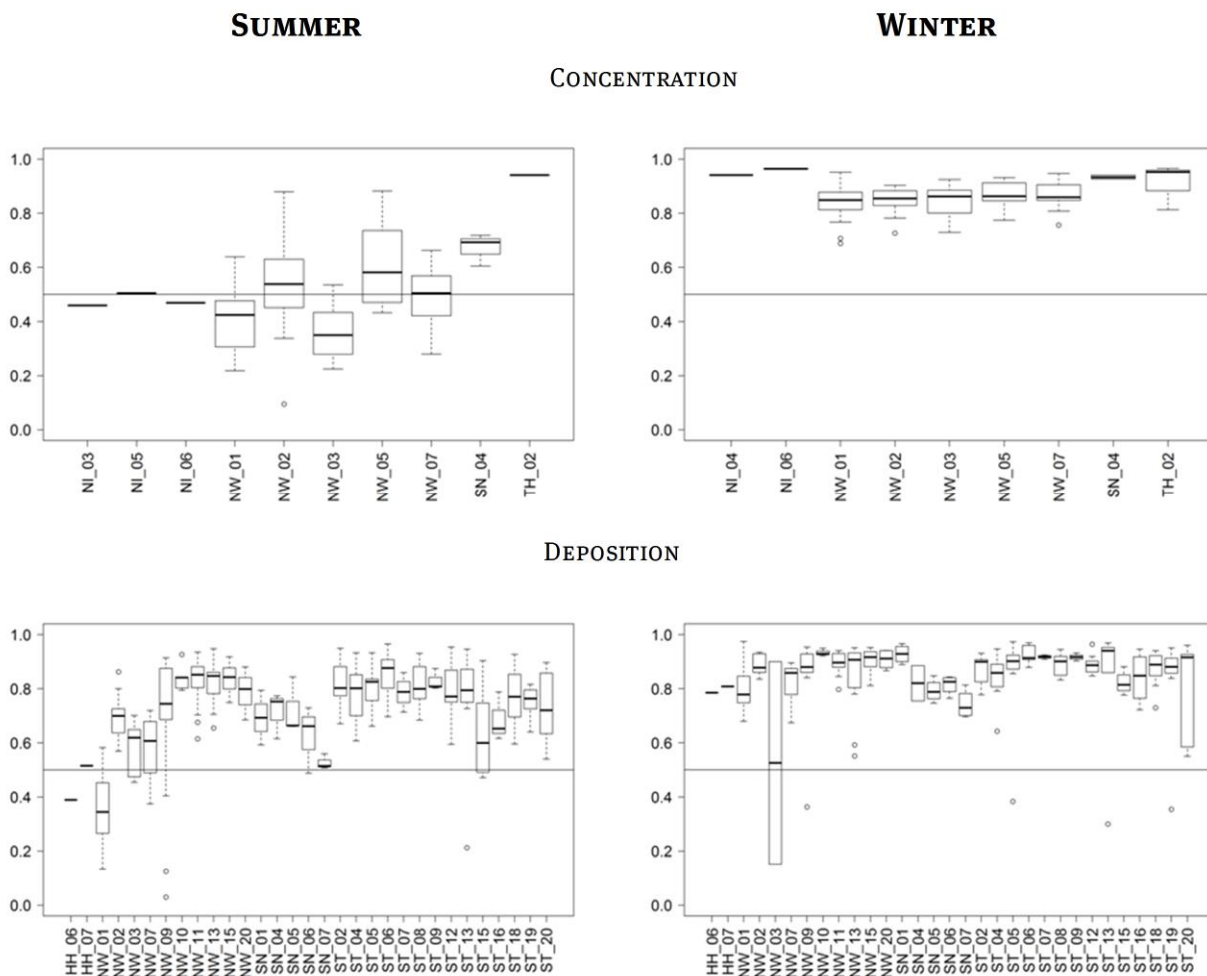 SUMMER
WINTER
CONCENTRATION
1.0
0.8
0.6
0.4
0.2
0.0
NI_03
NI_05
NI_06
NW_01
NW_02
NW_03
NW_05
NW_07
SN_04
TH_02
1.0
0.8
0.6
0.4
0.2
0.0
NI_04
NI_06
NW_01
NW_02
NW_03
NW_05
NW_07
SN_04
TH_02
DEPOSITION
1.0
0.8
0.6
0.4
0.2
0.0
HH_06
HH_07
NW_01
NW_02
NW_03
NW_07
NW_09
NW_10
NW_11
NW_13
NW_15
NW_20
SN_01
SN_04
SN_05
SN_06
SN_07
ST_02
ST_04
ST_05
ST_06
ST_07
ST_08
ST_09
ST_12
ST_13
ST_15
ST_16
ST_18
ST_19
ST_20
1.0
0.8
0.6
0.4
0.2
0.0
HH_06
HH_07
NW_01
NW_02
NW_03
NW_07
NW_09
NW_10
NW_11
NW_13
NW_15
NW_20
SN_01
SN_04
SN_05
SN_06
SN_07
ST_02
ST_04
ST_05
ST_06
ST_07
ST_08
ST_09
ST_12
ST_13
ST_15
ST_16
ST_18
ST_19
ST_20